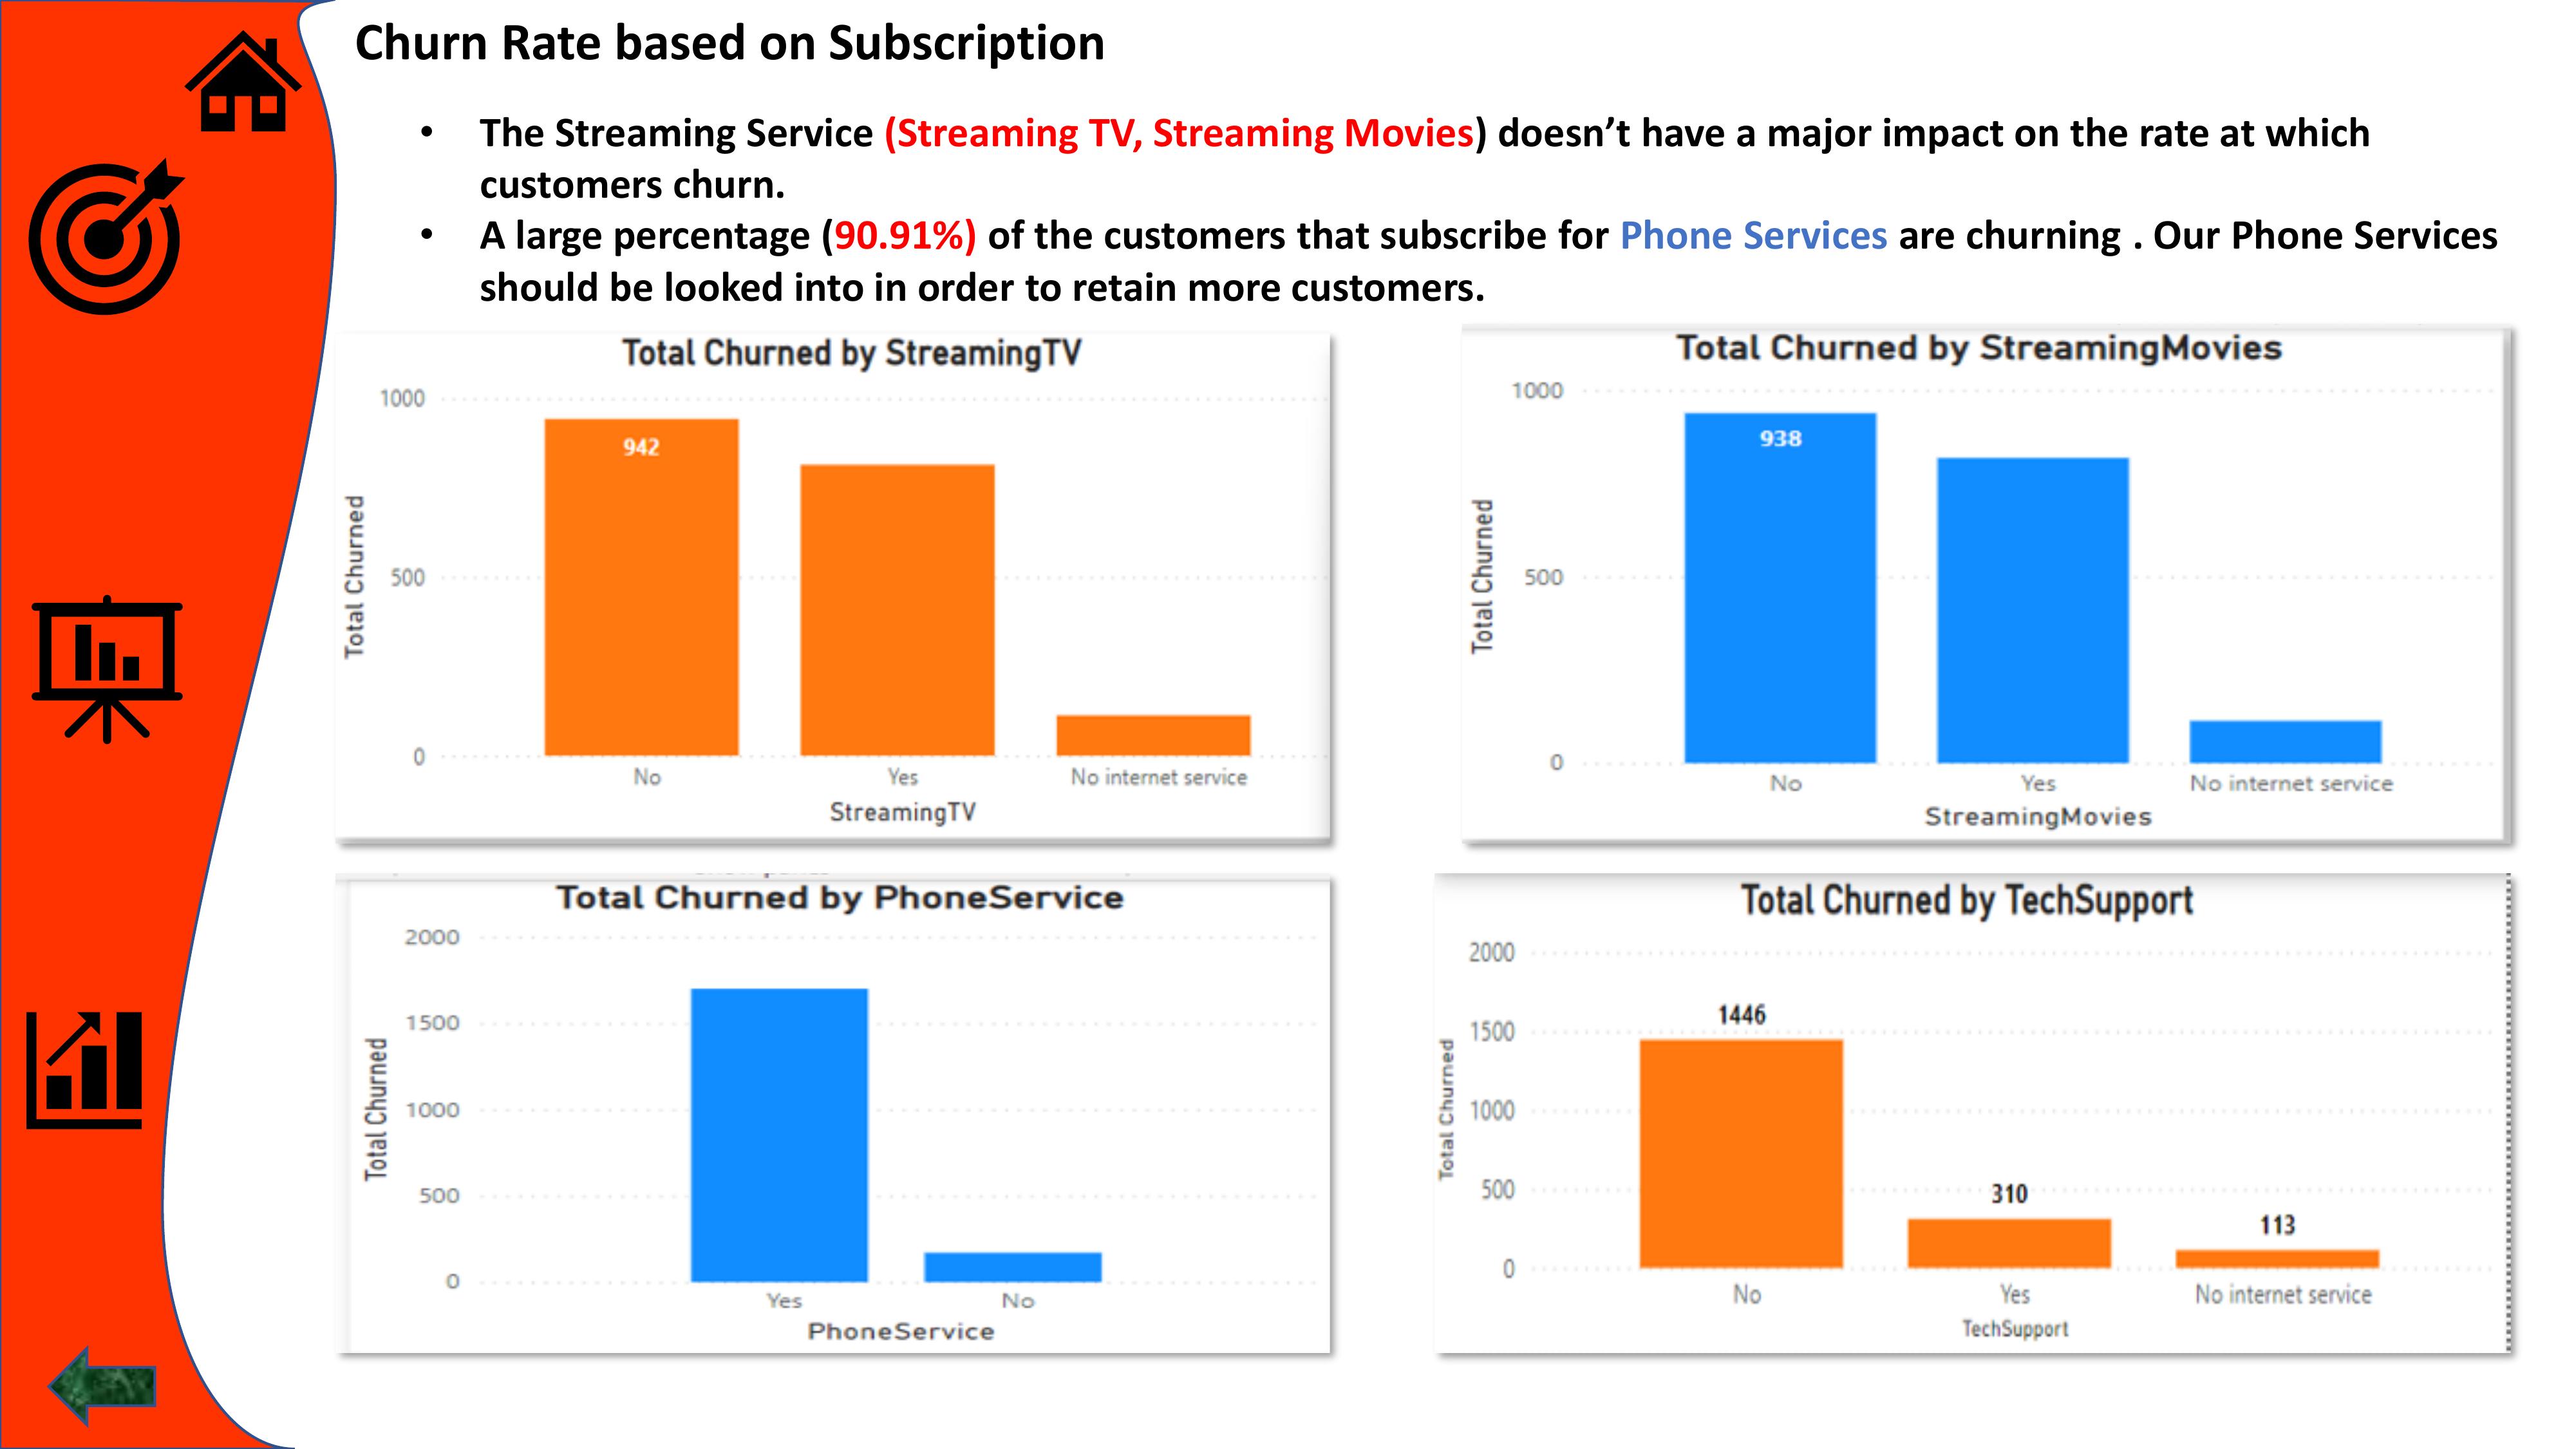 Churn Rate based on Subscription
• The Streaming Service (Streaming TV, Streaming Movies) doesn’t have a major impact on the rate at which
customers churn.
• A large percentage (90.91%) of the customers that subscribe for Phone Services are churning . Our Phone Services
should be looked into in order to retain more customers.
Total Churned by StreamingTV
1000
500
0
Total Churned
942
No
Yes
No internet service
StreamingTV
Total Churned by StreamingMovies
1000
500
0
Total Churned
938
No
Yes
No internet service
StreamingMovies
Total Churned by PhoneService
2000
1500
1000
500
0
Total Churned
Yes
No
PhoneService
Total Churned by TechSupport
2000
1500
1000
500
0
Total Churned
1446
310
113
No
Yes
No internet service
TechSupport